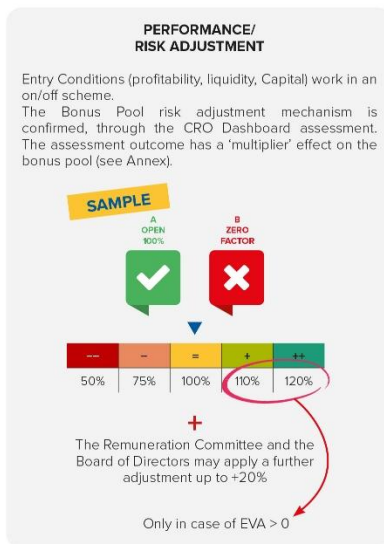 PERFORMANCE/
RISK ADJUSTMENT
Entry Conditions (profitability, liquidity, Capital) work in an
on/off scheme.
The Bonus Pool risk adjustment mechanism is
confirmed, through the CRO Dashboard assessment.
The assessment outcome has a ‘multiplier’ effect on the
bonus pool (see Annex).
SAMPLE
A
OPEN
100%
B
ZERO
FACTOR
-- - = + ++
50% 75% 100% 110% 120%
+
The Remuneration Committee and the
Board of Directors may apply a further
adjustment up to +20%
Only in case of EVA > 0